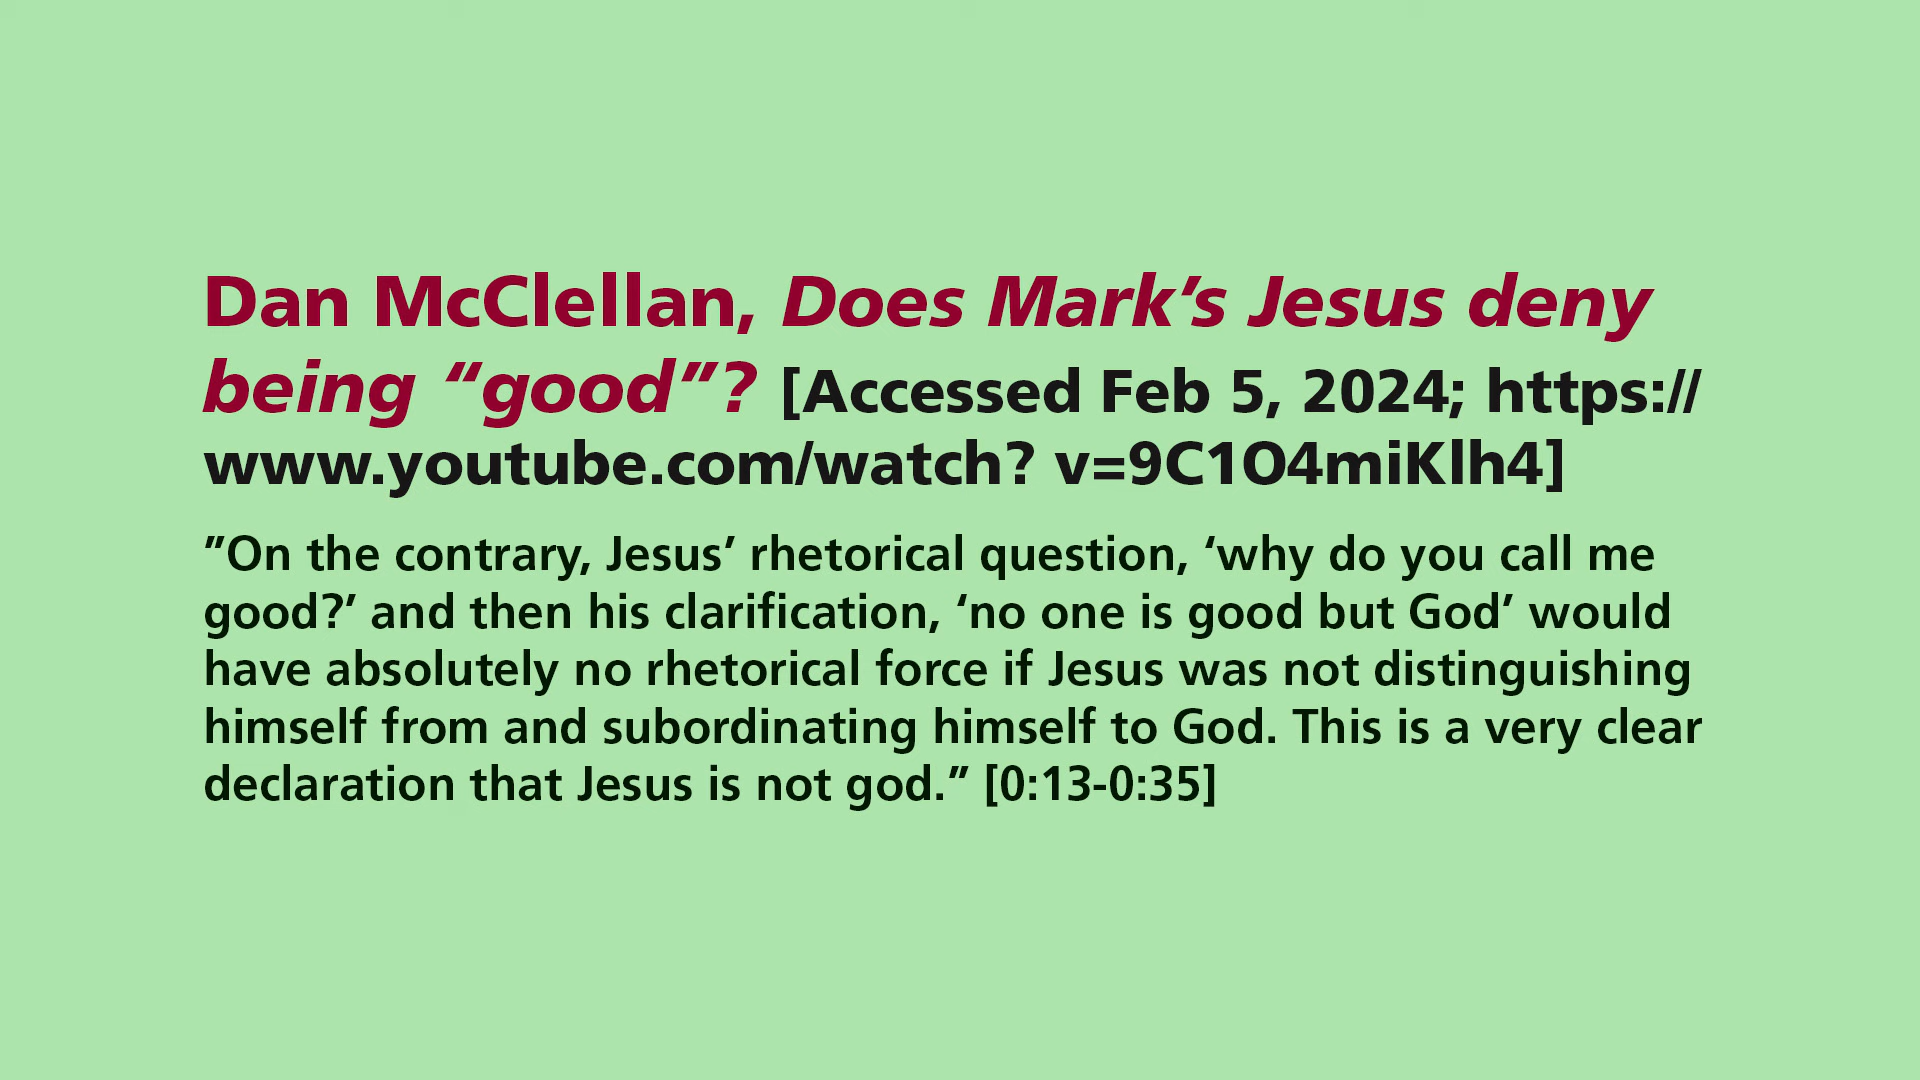 Dan McClellan, Does Mark’s Jesus deny
being “good”? [Accessed Feb 5, 2024; https://
www.youtube.com/watch? v=9C1O4miKlh4]
”On the contrary, Jesus’ rhetorical question, ‘why do you call me
good?’ and then his clarification, ‘no one is good but God’ would
have absolutely no rhetorical force if Jesus was not distinguishing
himself from and subordinating himself to God. This is a very clear
declaration that Jesus is not god.” [0:13-0:35]